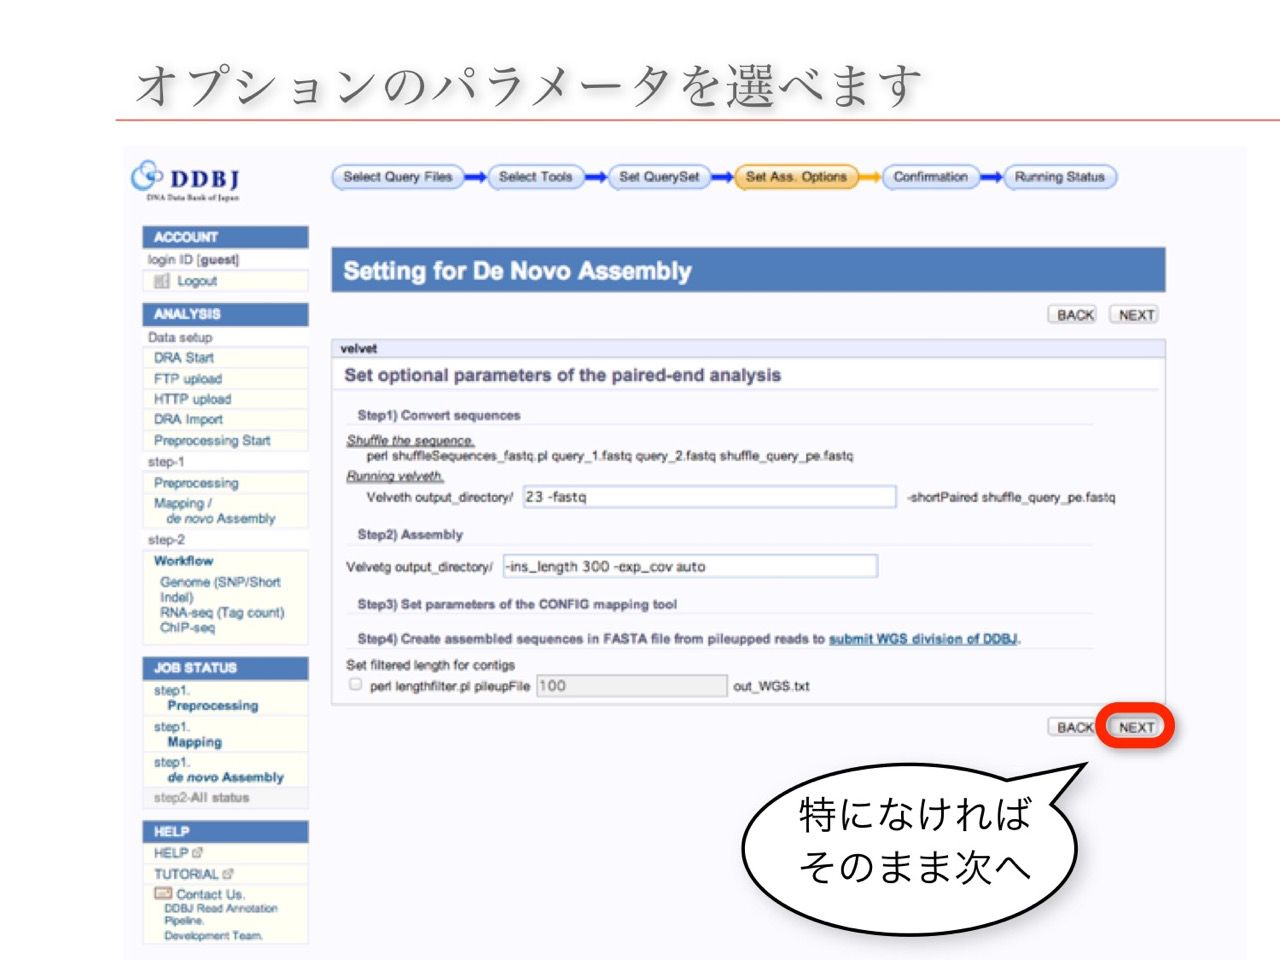 オプションのパラメータを選べます
DDBJ
DNA Data Bank of Japan
Select Query Files
Select Tools
Set QuerySet
Set Ass. Options
Confirmation
Running Status
ACCOUNT
login ID [guest]
Logout
ANALYSIS
Data setup
DRA Start
FTP upload
HTTP upload
DRA Import
Preprocessing Start
step-1
Preprocessing
Mapping /
de novo Assembly
step-2
Workflow
Genome (SNP/Short
Indel)
RNA-seq (Tag count)
ChIP-seq
JOB STATUS
step1.
Preprocessing
step1.
Mapping
step1.
de novo Assembly
step2-All status
HELP
HELP
TUTORIAL
Contact Us.
DDBJ Read Annotation
Pipeline.
Development Team.
Setting for De Novo Assembly
BACK NEXT
velvet
Set optional parameters of the paired-end analysis
Step1) Convert sequences
Shuffle the sequence.
perl shuffleSequences_fastq.pl query_1.fastq query_2.fastq shuffle_query_pe.fastq
Running velveth.
Velveth output_directory/ 23 -fastq -shortPaired shuffle_query_pe.fastq
Step2) Assembly
Velvetg output_directory/ -ins_length 300 -exp_cov auto
Step3) Set parameters of the CONFIG mapping tool
Step4) Create assembled sequences in FASTA file from pileupped reads to submit WGS division of DDBJ.
Set filtered length for contigs
perl lengthfilter.pl pileupFile 100 out_WGS.txt
BACK NEXT
特になければ
そのまま次へ